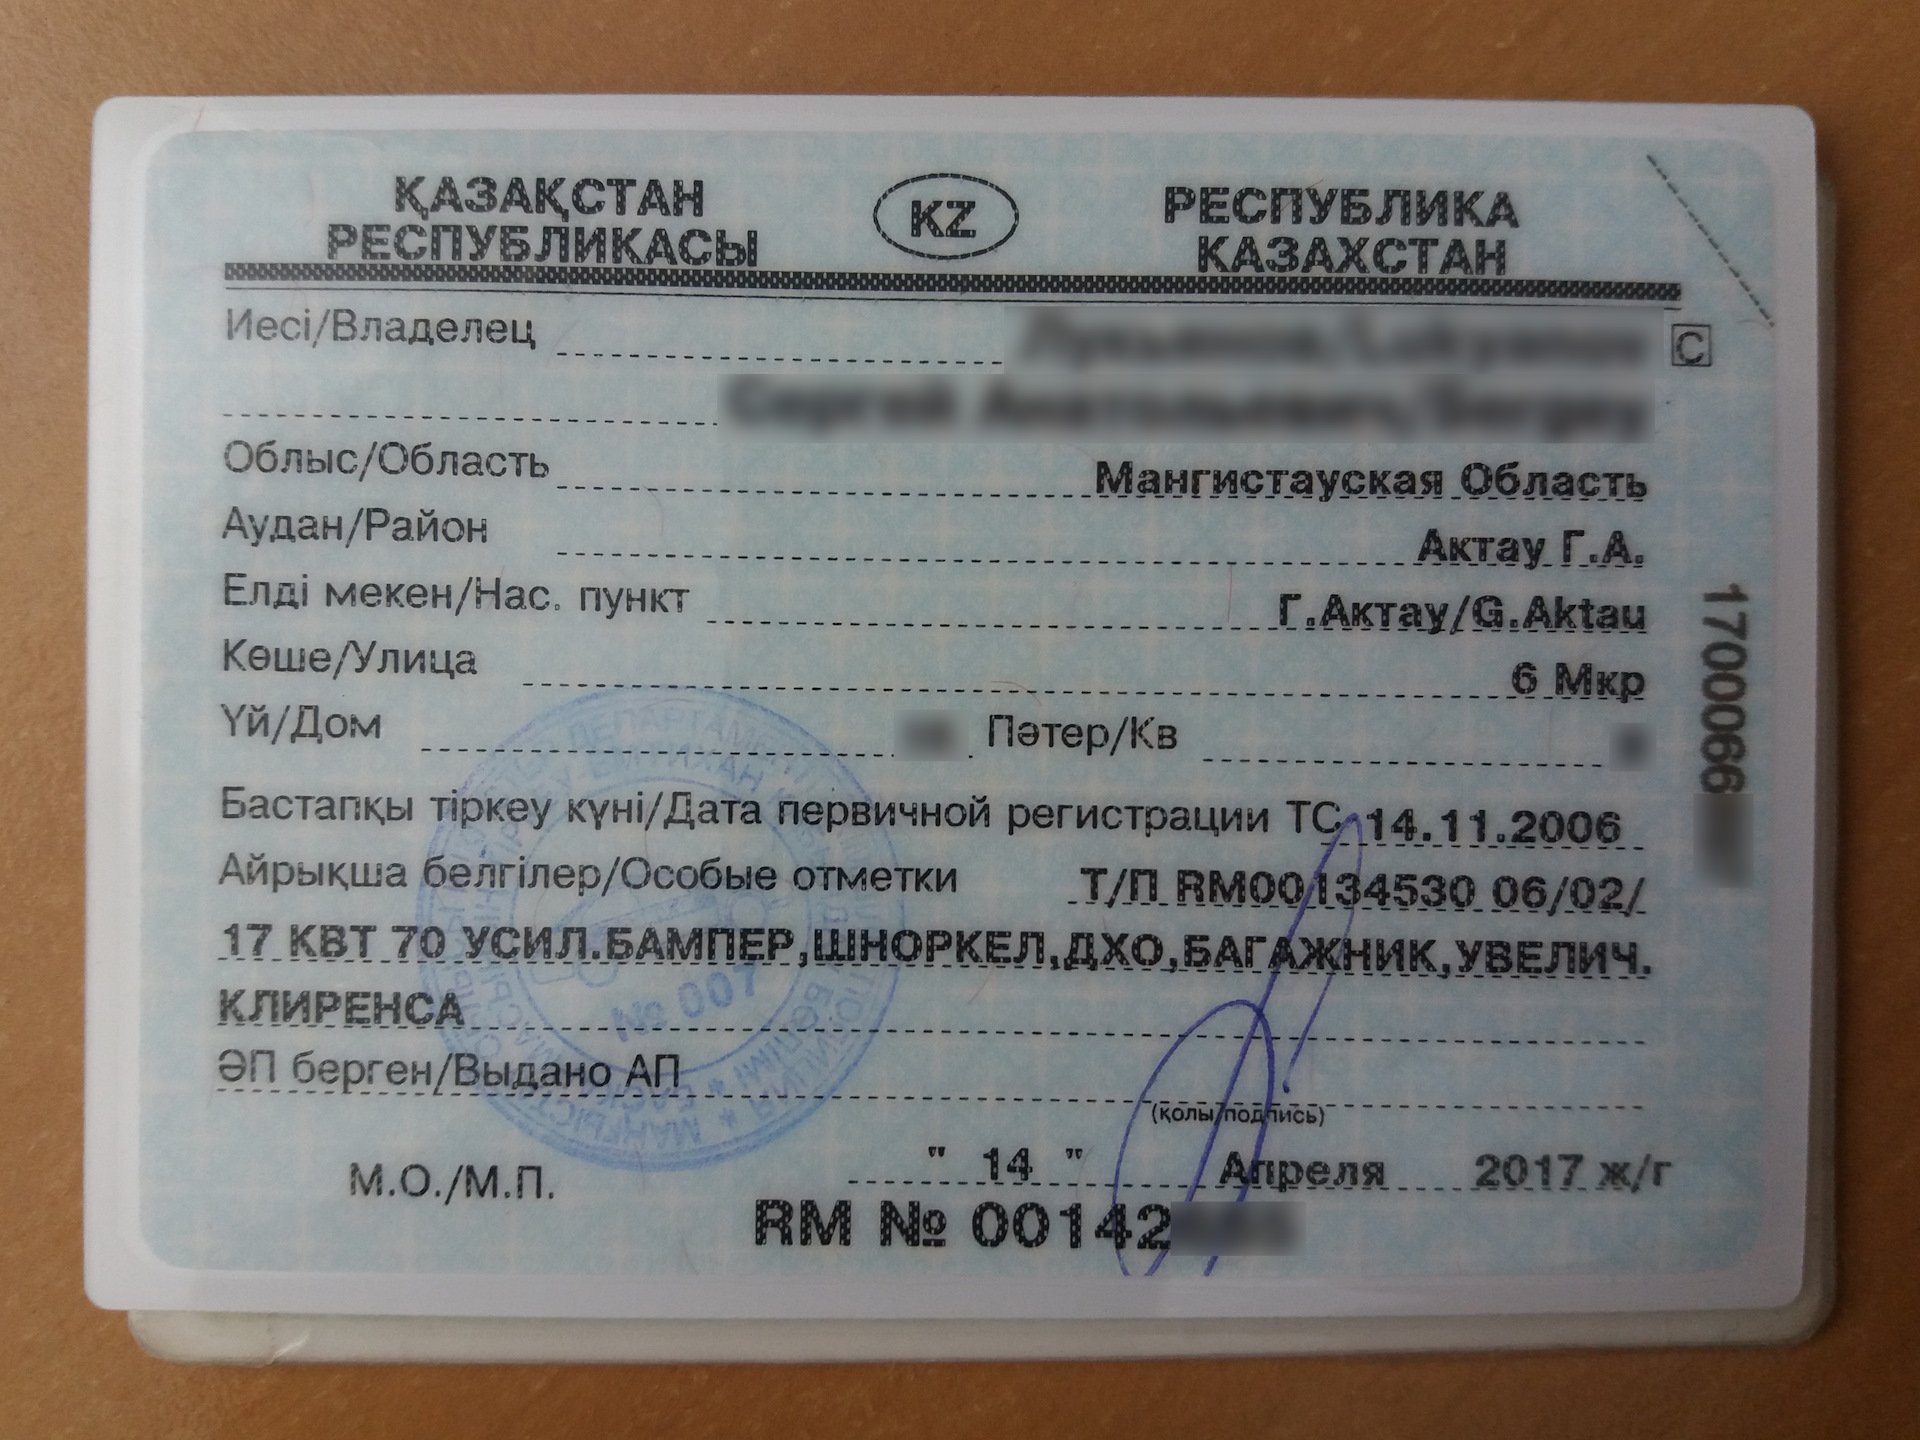 ҚАЗАҚСТАН РЕСПУБЛИКАСЫ
KZ
РЕСПУБЛИКА КАЗАХСТАН
Иесі/Владелец
C
Облыс/Область Мангистауская Область
Аудан/Район Актау Г.А.
Елді мекен/Нас. пункт Г.Актау/G.Aktau
Көше/Улица 6 Мкр
Үй/Дом Пәтер/Кв
Бастапқы тіркеу күні/Дата первичной регистрации ТС 14.11.2006
Айрықша белгілер/Особые отметки Т/П RM00134530 06/02/
17 КВТ 70 УСИЛ.БАМПЕР,ШНОРКЕЛ,ДХО,БАГАЖНИК,УВЕЛИЧ.
КЛИРЕНСА
ӘП берген/Выдано АП
(қолы/подпись)
М.О./М.П. " 14 " Апреля 2017 ж/г
RM № 00142
1700066
№ 007